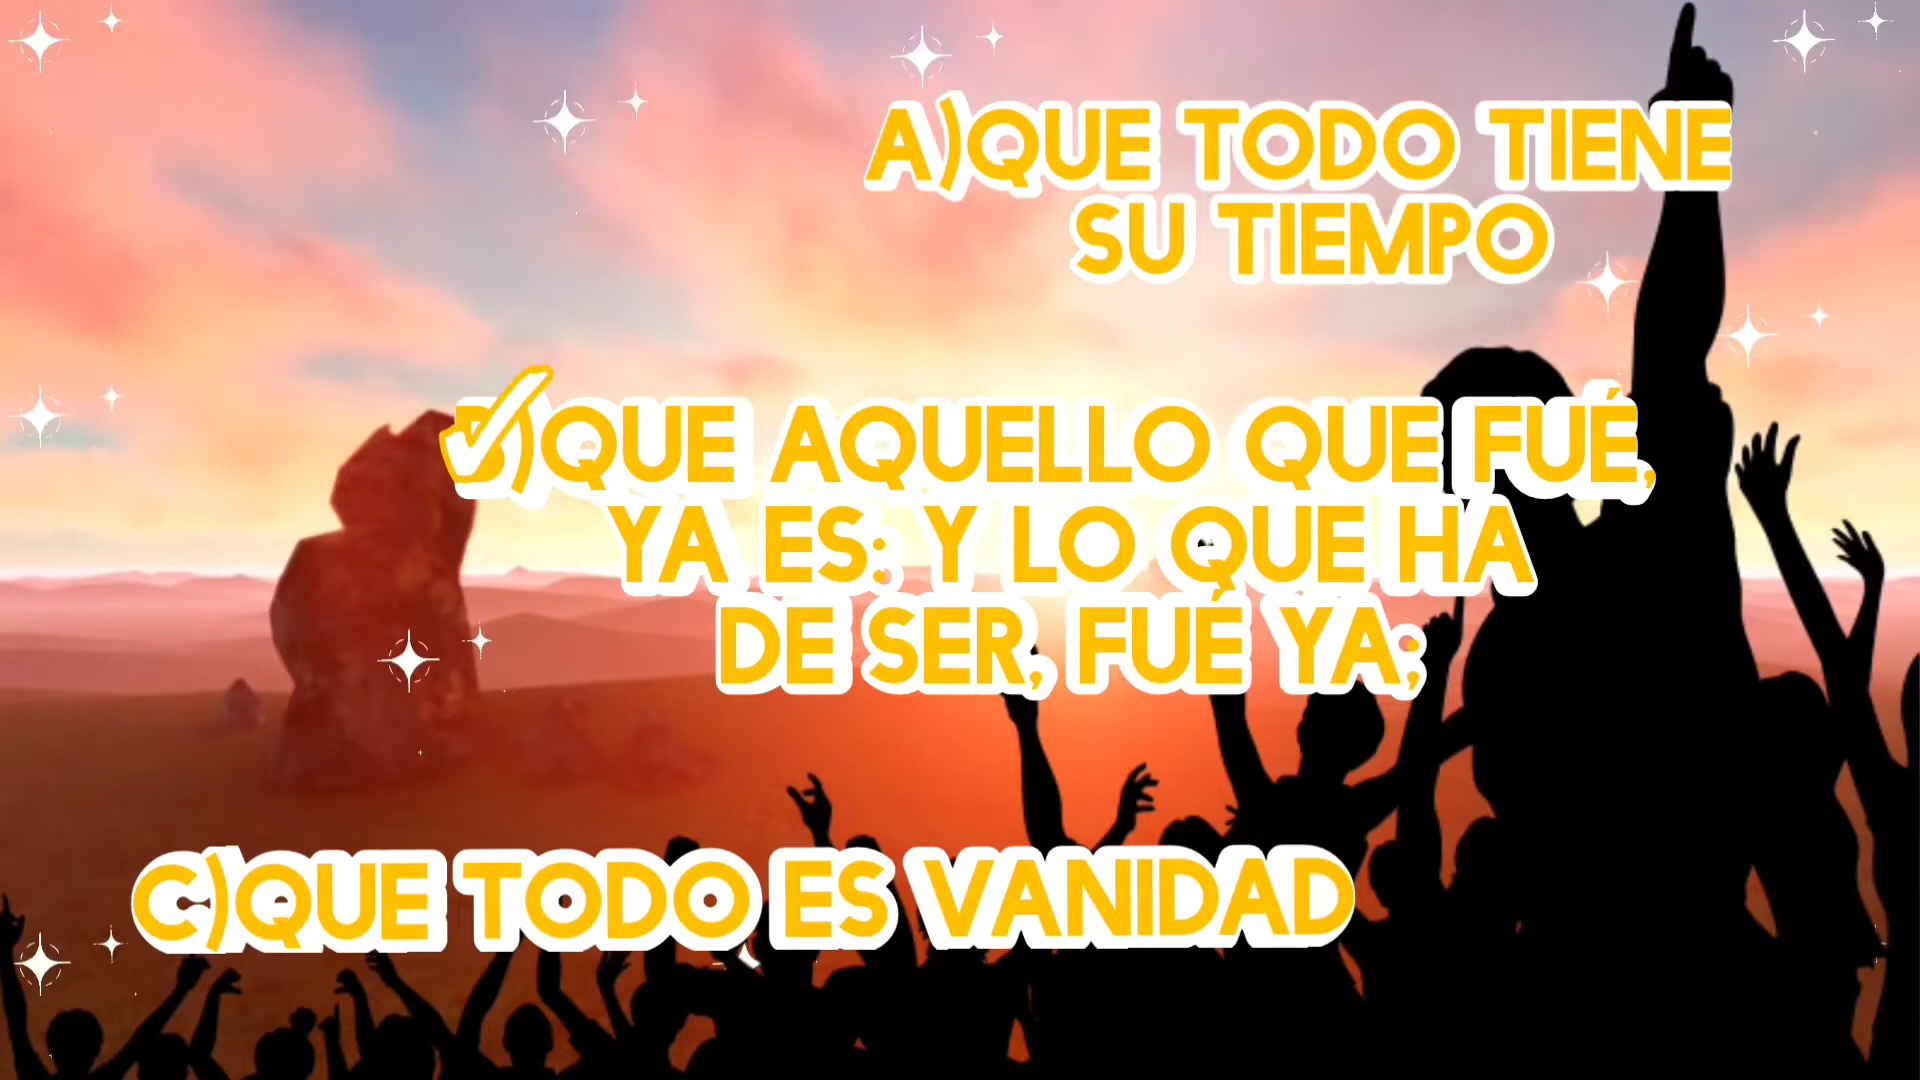 A)QUE TODO TIENE
SU TIEMPO
B)QUE AQUELLO QUE FUÉ,
YA ES: Y LO QUE HA
DE SER, FUÉ YA;
C)QUE TODO ES VANIDAD